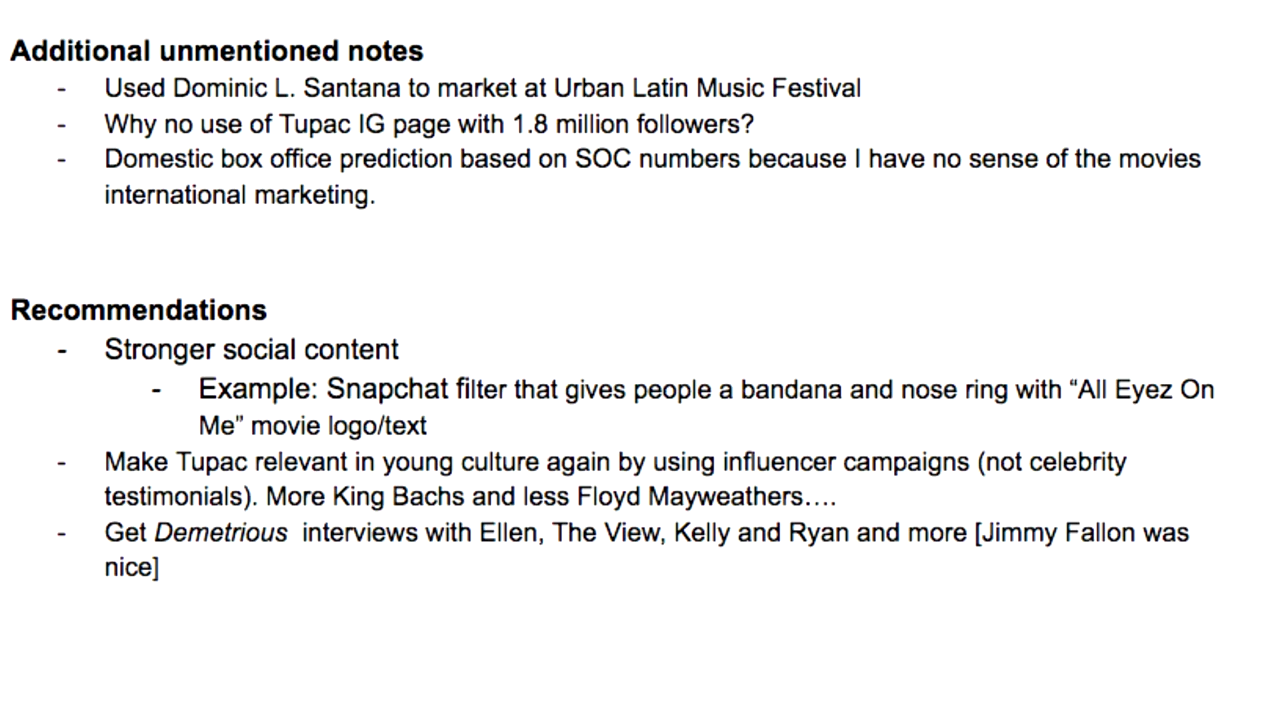 Additional unmentioned notes
- Used Dominic L. Santana to market at Urban Latin Music Festival
- Why no use of Tupac IG page with 1.8 million followers?
- Domestic box office prediction based on SOC numbers because I have no sense of the movies
international marketing.
Recommendations
- Stronger social content
- Example: Snapchat filter that gives people a bandana and nose ring with “All Eyez On
Me” movie logo/text
- Make Tupac relevant in young culture again by using influencer campaigns (not celebrity
testimonials). More King Bachs and less Floyd Mayweathers….
- Get Demetrious interviews with Ellen, The View, Kelly and Ryan and more [Jimmy Fallon was
nice]